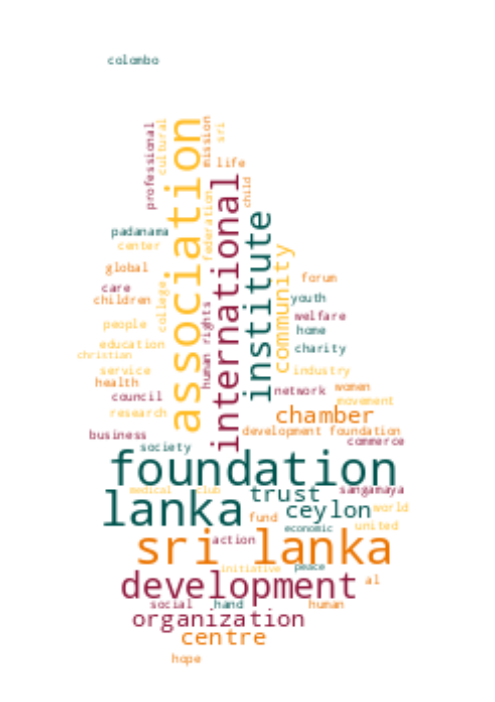 colombo
professional
cultural
association
mission
sri
life
child
international
federation
institute
padanama
center
community
global
forum
care
children
college
youth
human rights
welfare
people
home
education
charity
christian
service
industry
health
network
women
council
movement
research
chamber
business
development foundation
commerce
society
foundation
medical
club
trust
sangamaya
lanka
ceylon
world
fund
united
economic
sri lanka
action
initiative
peace
development
al
social
hand
human
organization
centre
hope